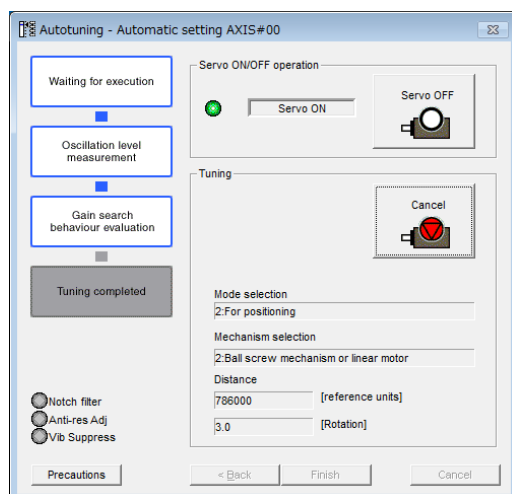 Autotuning - Automatic setting AXIS#00
Waiting for execution
Oscillation level
measurement
Gain search
behaviour evaluation
Tuning completed
Notch filter
Anti-res Adj
Vib Suppress
Precautions
Servo ON/OFF operation
Servo ON
Servo OFF
Tuning
Cancel
Mode selection
2:For positioning
Mechanism selection
2:Ball screw mechanism or linear motor
Distance
786000 [reference units]
3.0 [Rotation]
< Back
Finish
Cancel